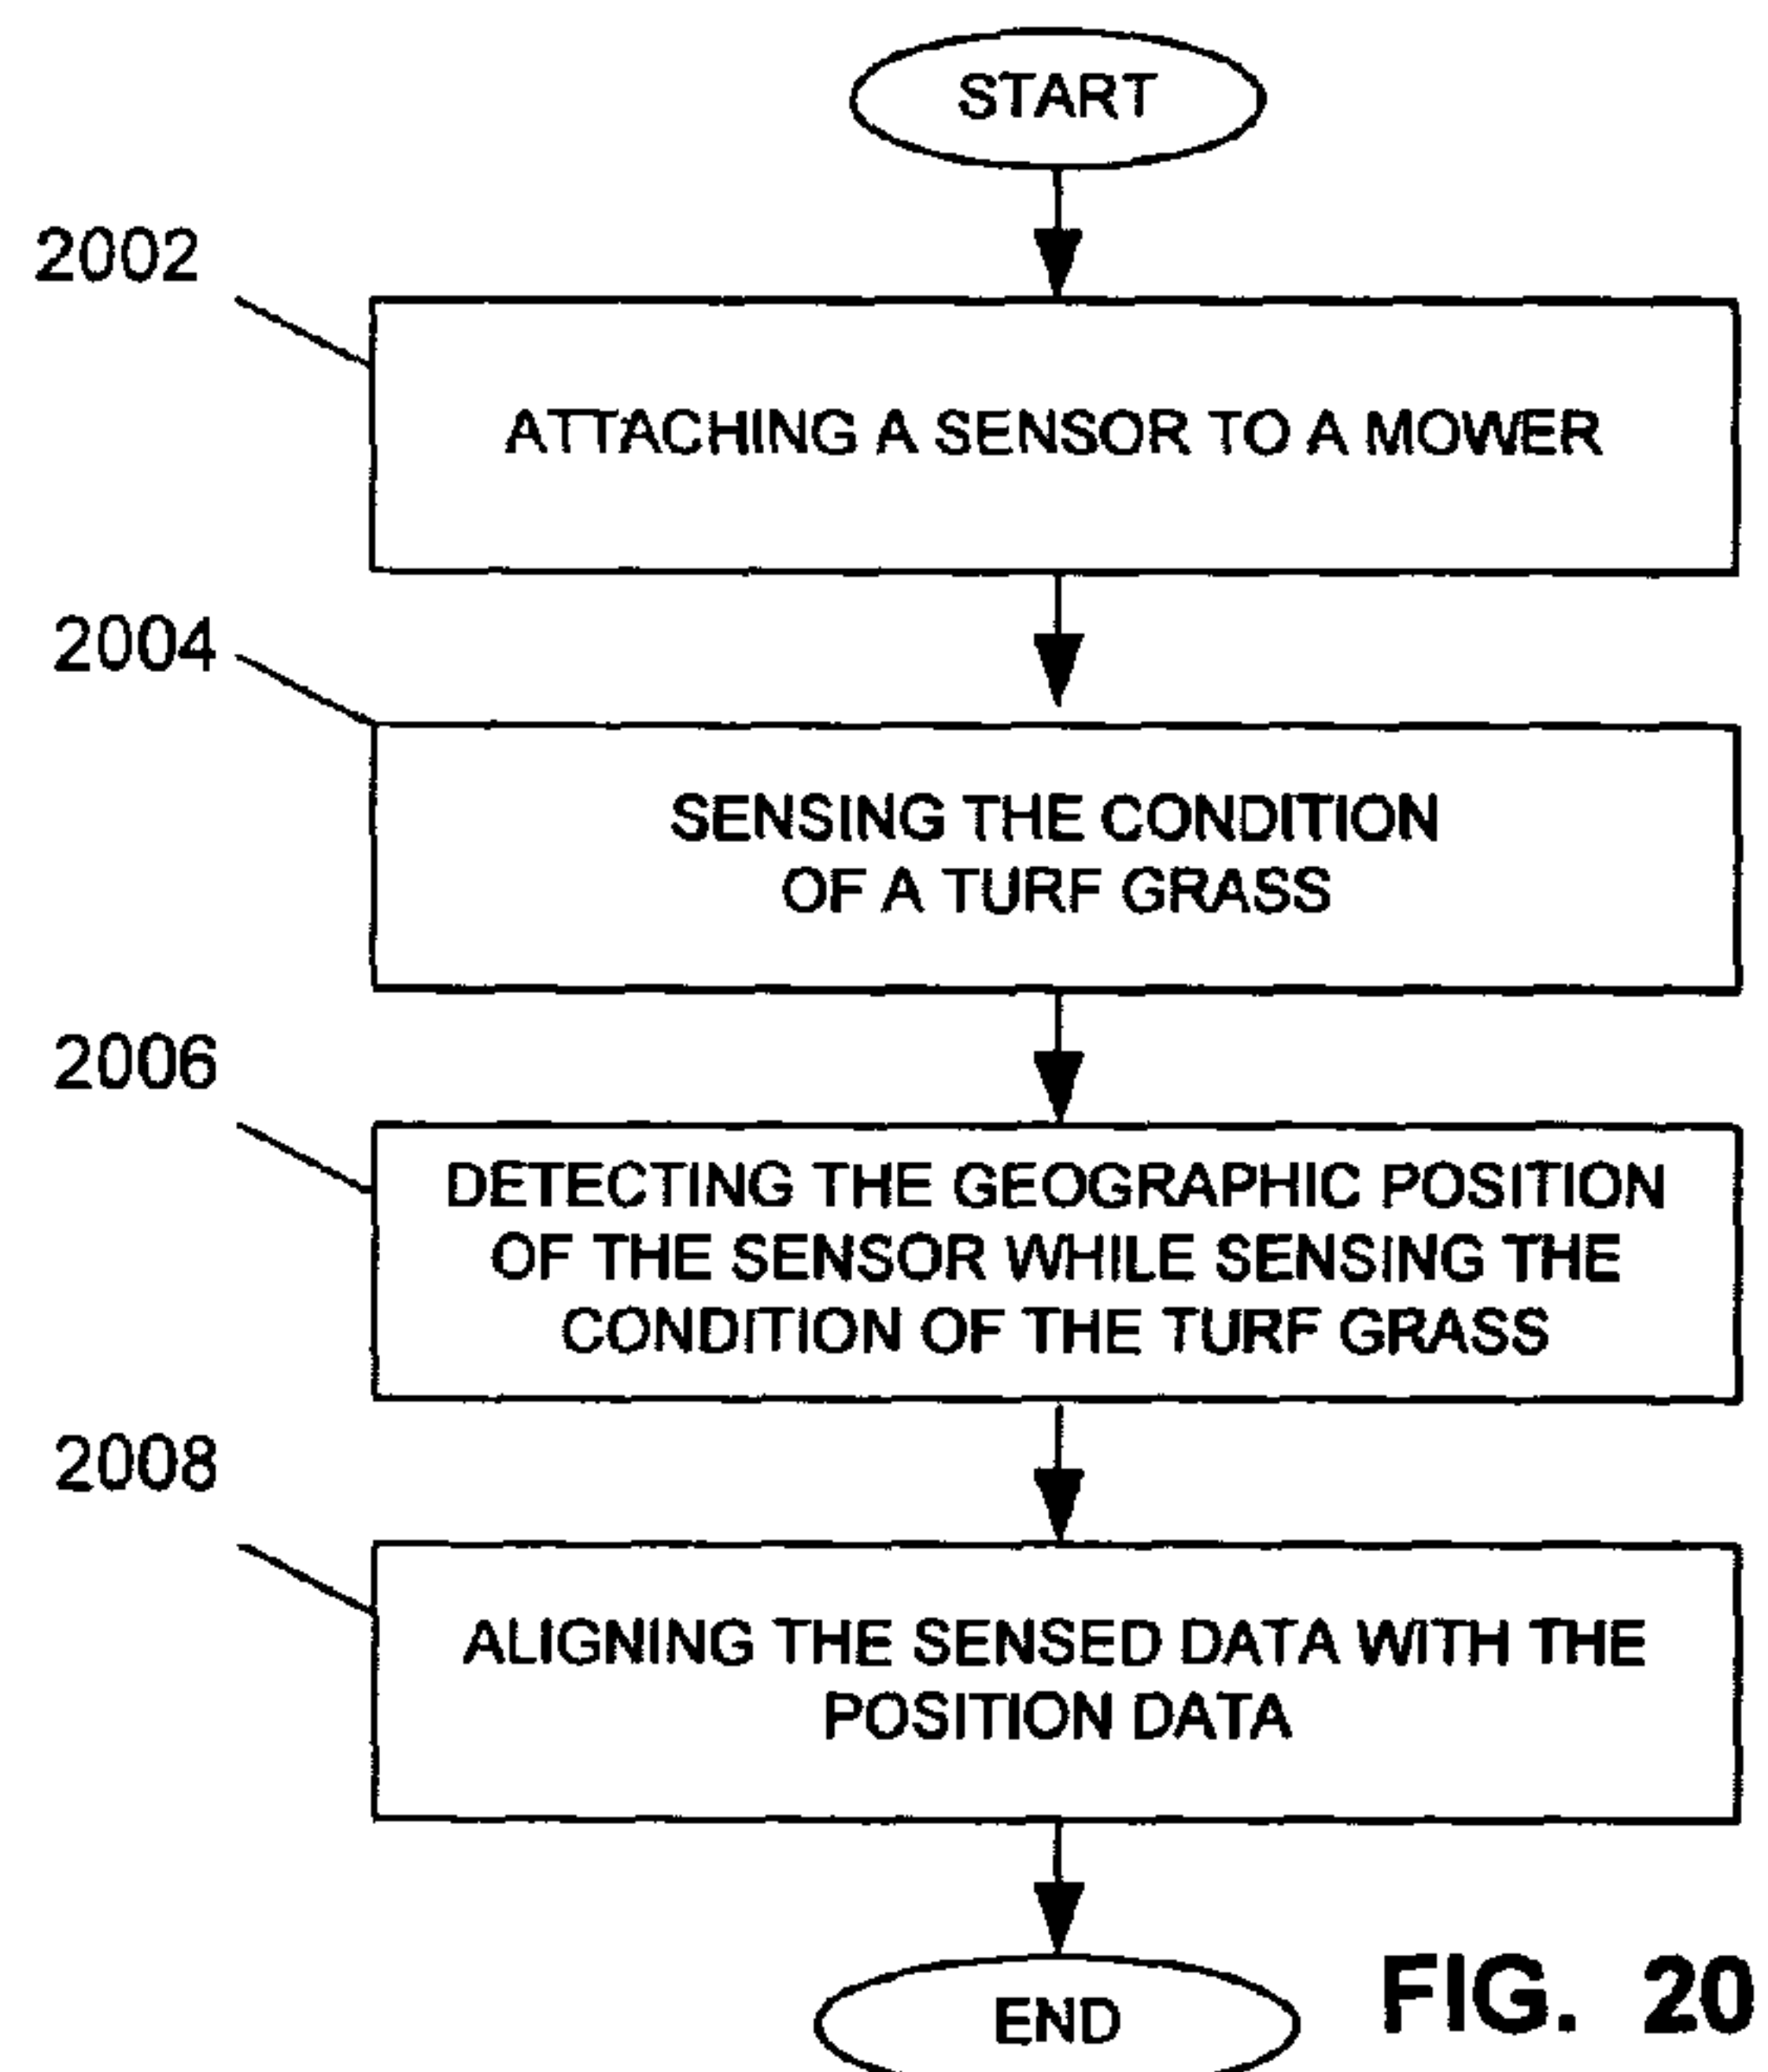 START
2002
ATTACHING A SENSOR TO A MOWER
2004
SENSING THE CONDITION
OF A TURF GRASS
2006
DETECTING THE GEOGRAPHIC POSITION
OF THE SENSOR WHILE SENSING THE
CONDITION OF THE TURF GRASS
2008
ALIGNING THE SENSED DATA WITH THE
POSITION DATA
END
FIG. 20